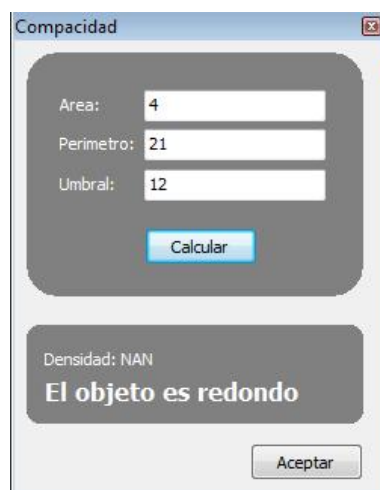 Compacidad
Area: 4
Perimetro: 21
Umbral: 12
Calcular
Densidad: NAN
El objeto es redondo
Aceptar